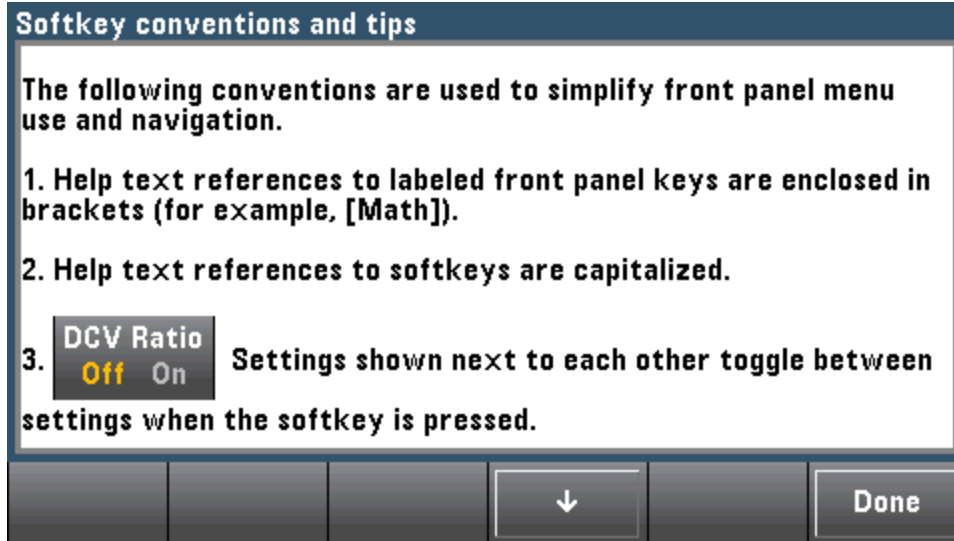 Softkey conventions and tips
The following conventions are used to simplify front panel menu
use and navigation.
1. Help text references to labeled front panel keys are enclosed in
brackets (for example, [Math]).
2. Help text references to softkeys are capitalized.
DCV Ratio
3. Off On Settings shown next to each other toggle between
settings when the softkey is pressed.
↓ Done